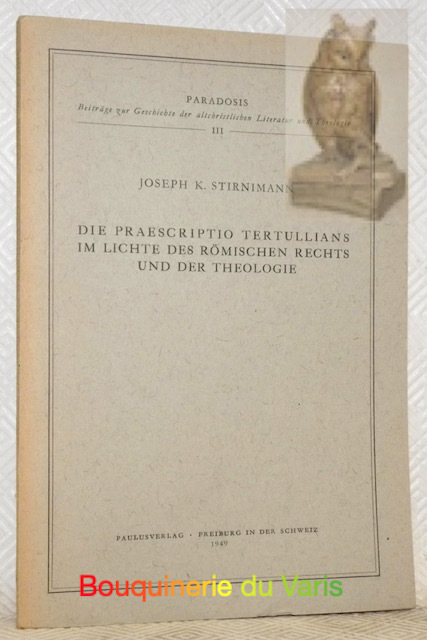 PARADOSIS
Beiträge zur Geschichte der altchristlichen Literatur und Theologie
III
JOSEPH K. STIRNIMANN
DIE PRAESCRIPTIO TERTULLIANS
IM LICHTE DES RÖMISCHEN RECHTS
UND DER THEOLOGIE
PAULUSVERLAG · FREIBURG IN DER SCHWEIZ
1949
Bouquinerie du Varis